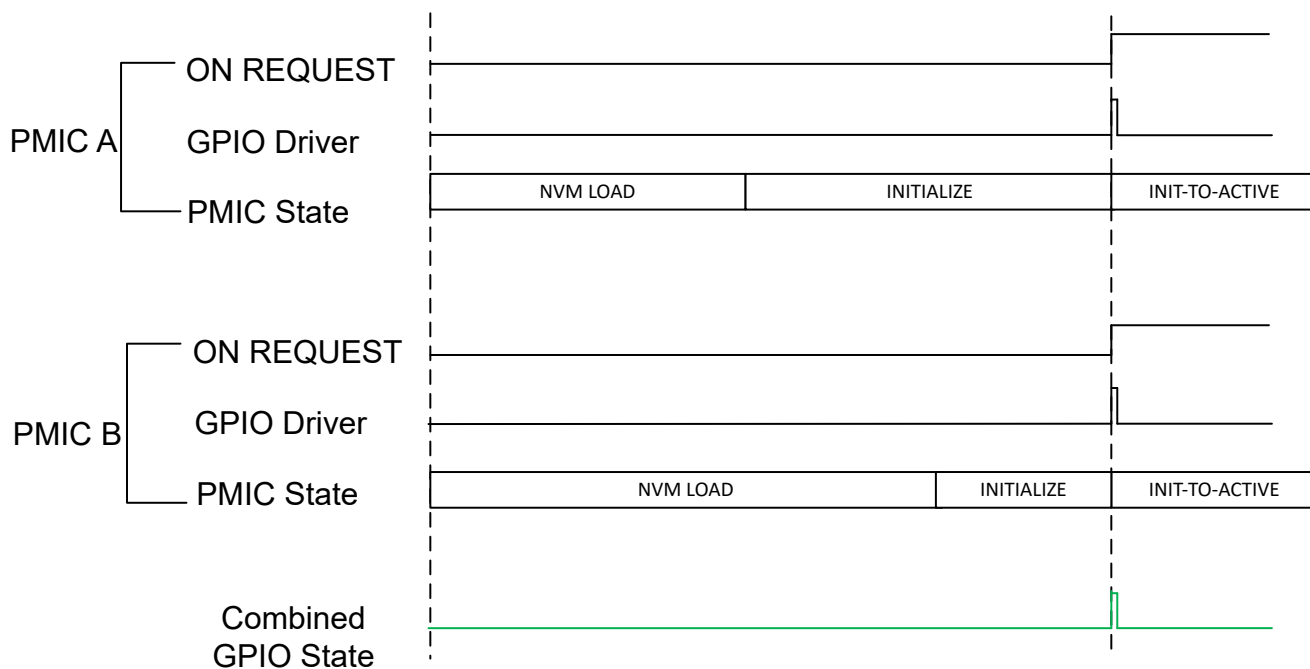 ON REQUEST
PMIC A
GPIO Driver
PMIC State
NVM LOAD
INITIALIZE
INIT-TO-ACTIVE
ON REQUEST
PMIC B
GPIO Driver
PMIC State
NVM LOAD
INITIALIZE
INIT-TO-ACTIVE
Combined
GPIO State